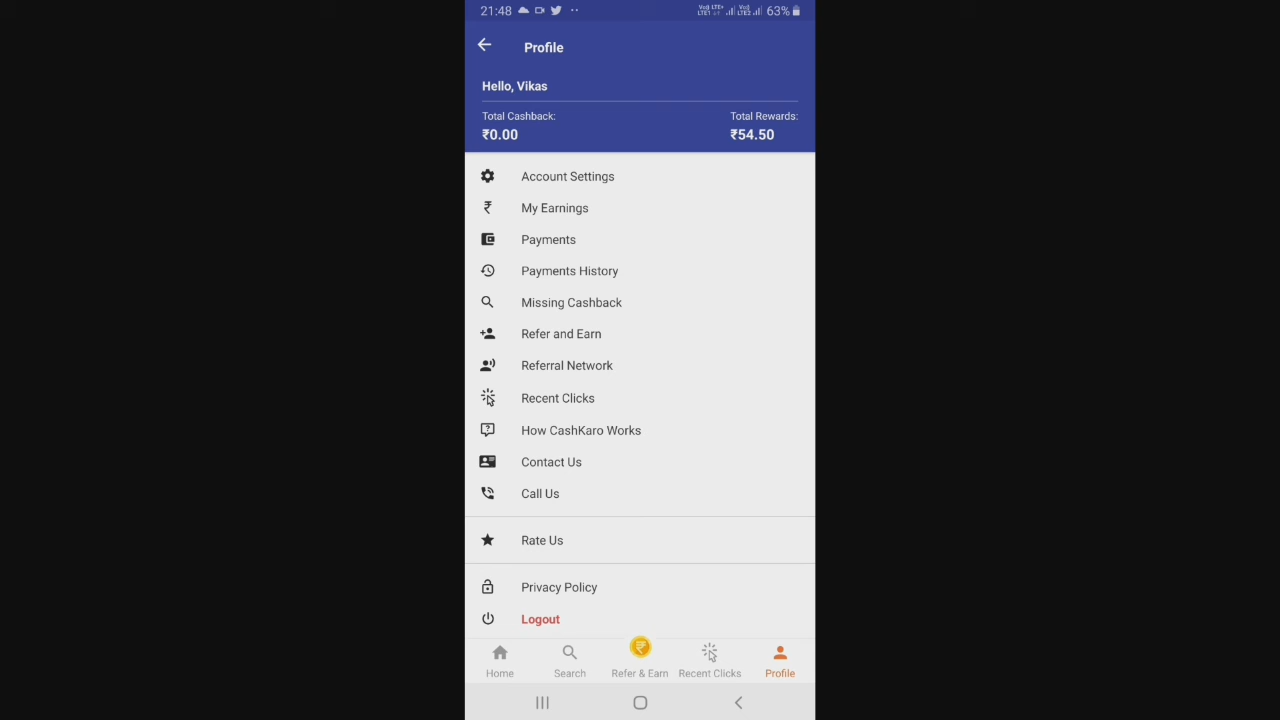 21:48
63%
Profile
Hello, Vikas
Total Cashback: Total Rewards:
₹0.00 ₹54.50
Account Settings
My Earnings
Payments
Payments History
Missing Cashback
Refer and Earn
Referral Network
Recent Clicks
How CashKaro Works
Contact Us
Call Us
Rate Us
Privacy Policy
Logout
Home Search Refer & Earn Recent Clicks Profile